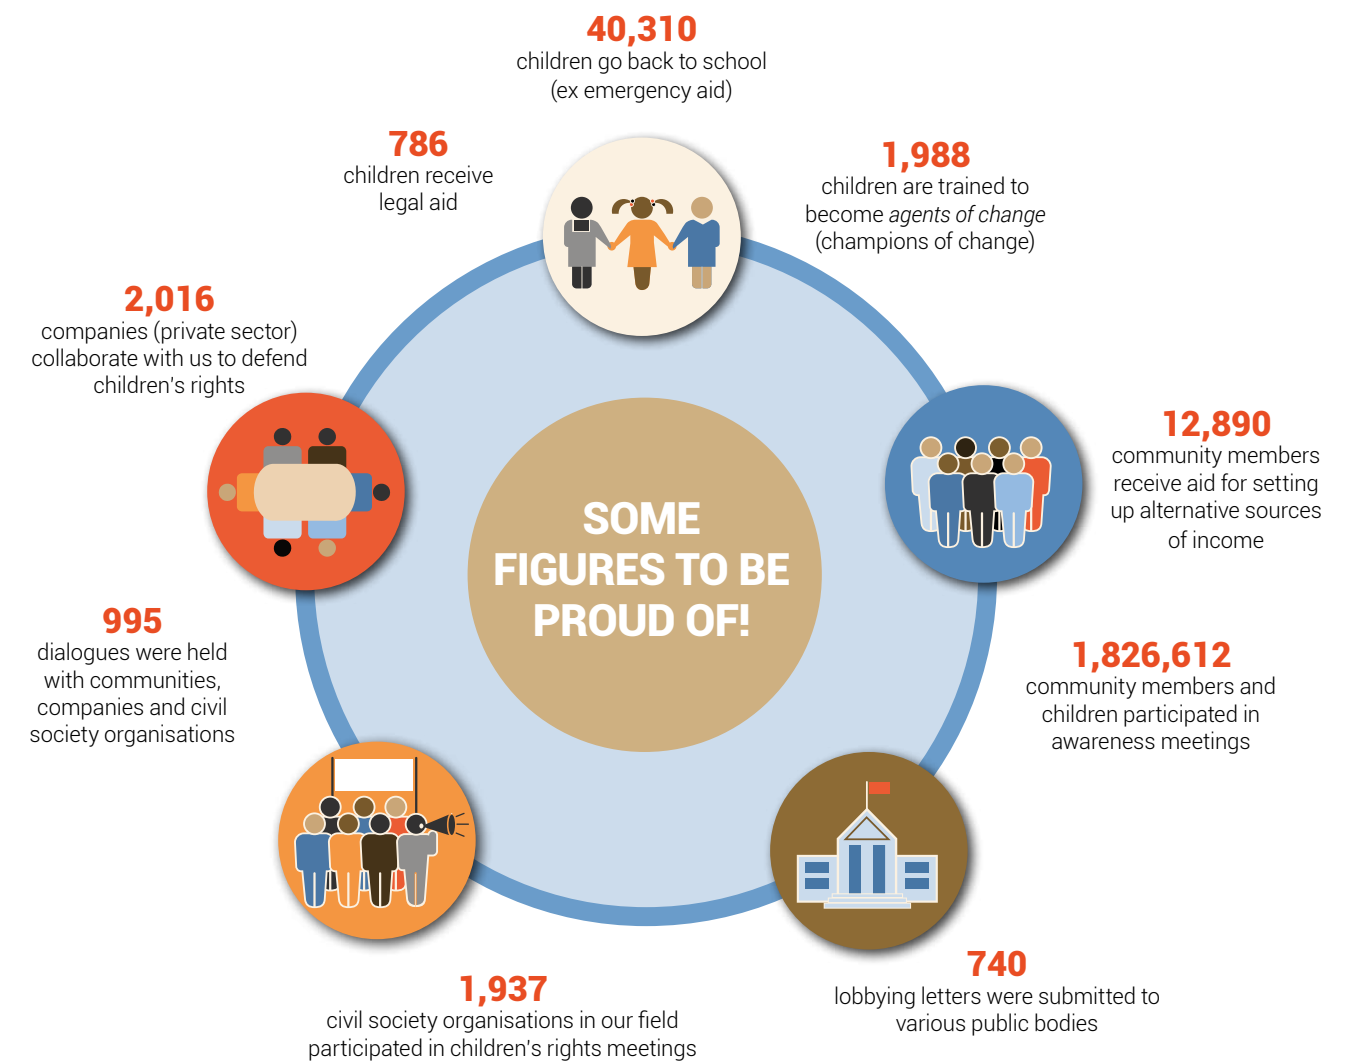 40,310
children go back to school
(ex emergency aid)
786
children receive
legal aid
1,988
children are trained to
become agents of change
(champions of change)
2,016
companies (private sector)
collaborate with us to defend
children's rights
12,890
community members
receive aid for setting
up alternative sources
of income
SOME
FIGURES TO BE
PROUD OF!
995
dialogues were held
with communities,
companies and civil
society organisations
1,826,612
community members and
children participated in
awareness meetings
740
lobbying letters were submitted to
various public bodies
1,937
civil society organisations in our field
participated in children's rights meetings